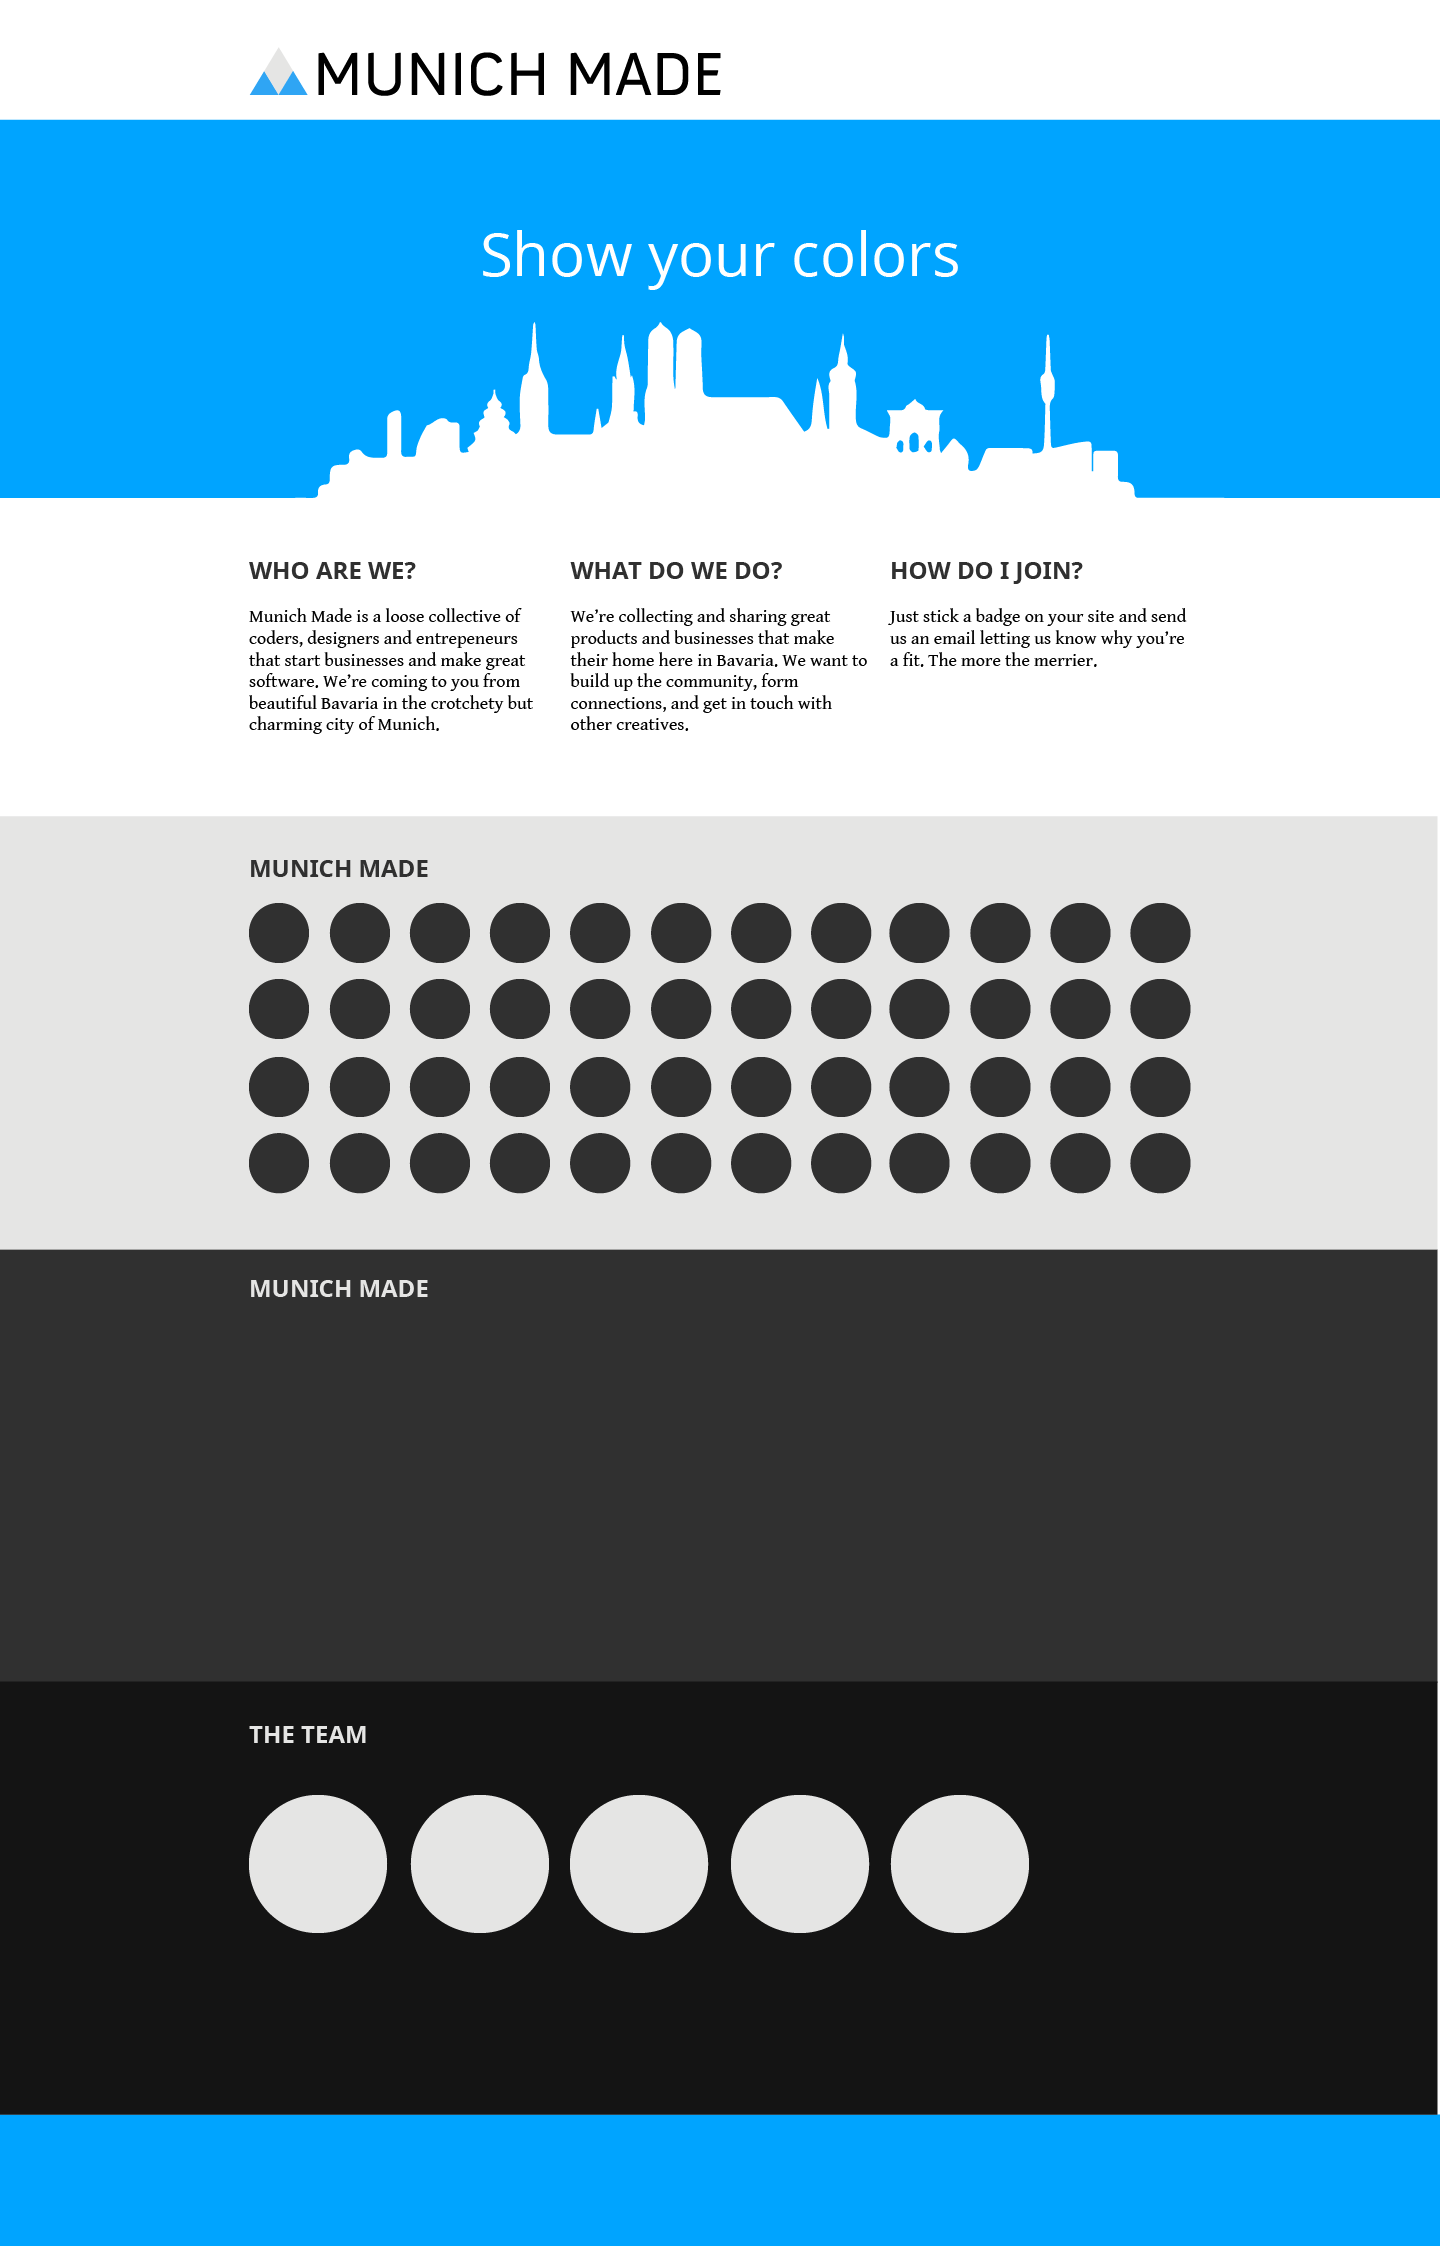 MUNICH MADE
Show your colors
WHO ARE WE?
Munich Made is a loose collective of
coders, designers and entrepeneurs
that start businesses and make great
software. We’re coming to you from
beautiful Bavaria in the crotchety but
charming city of Munich.
WHAT DO WE DO?
We’re collecting and sharing great
products and businesses that make
their home here in Bavaria. We want to
build up the community, form
connections, and get in touch with
other creatives.
HOW DO I JOIN?
Just stick a badge on your site and send
us an email letting us know why you’re
a fit. The more the merrier.
MUNICH MADE
MUNICH MADE
THE TEAM